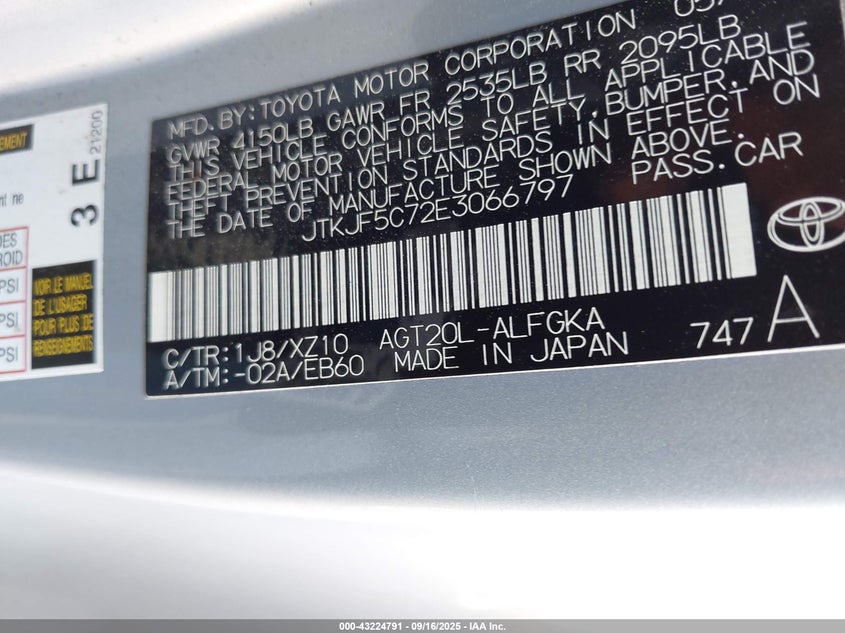 MFD. BY: TOYOTA MOTOR CORPORATION
GVWR 4150LB GAWR FR 2535LB RR 2095LB
THIS VEHICLE CONFORMS TO ALL APPLICABLE
FEDERAL MOTOR VEHICLE SAFETY, BUMPER, AND
THEFT PREVENTION STANDARDS IN EFFECT ON
THE DATE OF MANUFACTURE SHOWN ABOVE.
JTKJF5C72E3066797 PASS. CAR
C/TR: 1J8/XZ10 AGT20L-ALFGKA
A/TM: -02A/EB60 MADE IN JAPAN
747 A
3 E 21200
PSI
PSI
PSI
VOIR LE MANUEL
DE L'USAGER
POUR PLUS DE
RENSEIGNEMENTS
000-43224791 - 09/16/2025 - IAA Inc.